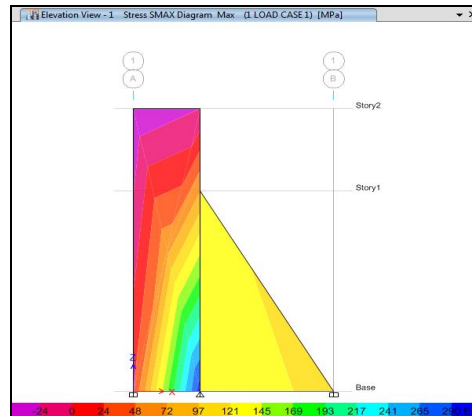 Elevation View - 1 Stress SMAX Diagram Max (1 LOAD CASE 1) [MPa]
1 1
A B
Story2
Story1
Z
X
Base
-24 0 24 48 72 97 121 145 169 193 217 241 265